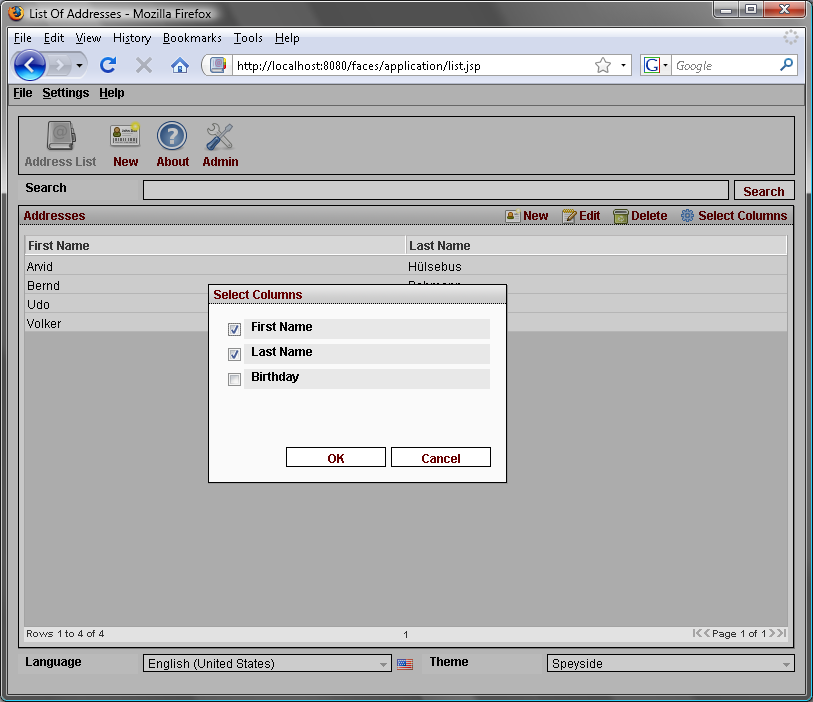 List Of Addresses - Mozilla Firefox
File Edit View History Bookmarks Tools Help
http://localhost:8080/faces/application/list.jsp
G Google
File Settings Help
Address List New About Admin
Search Search
Addresses New Edit Delete Select Columns
First Name Last Name
Arvid Hülsebus
Bernd
Udo
Volker
Select Columns
First Name
Last Name
Birthday
OK Cancel
Rows 1 to 4 of 4 1 Page 1 of 1
Language English (United States) Theme Speyside